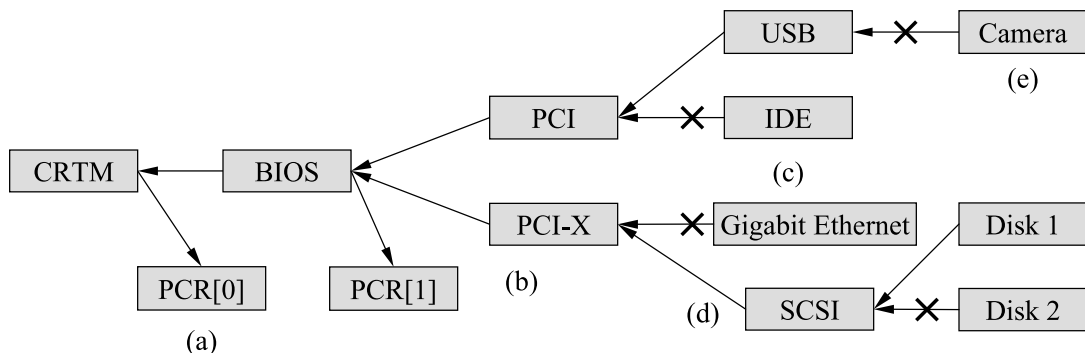 USB
Camera
(e)
PCI
IDE
CRTM
BIOS
(c)
PCI-X
Gigabit Ethernet
Disk 1
PCR[0]
PCR[1]
(b)
(d)
SCSI
Disk 2
(a)